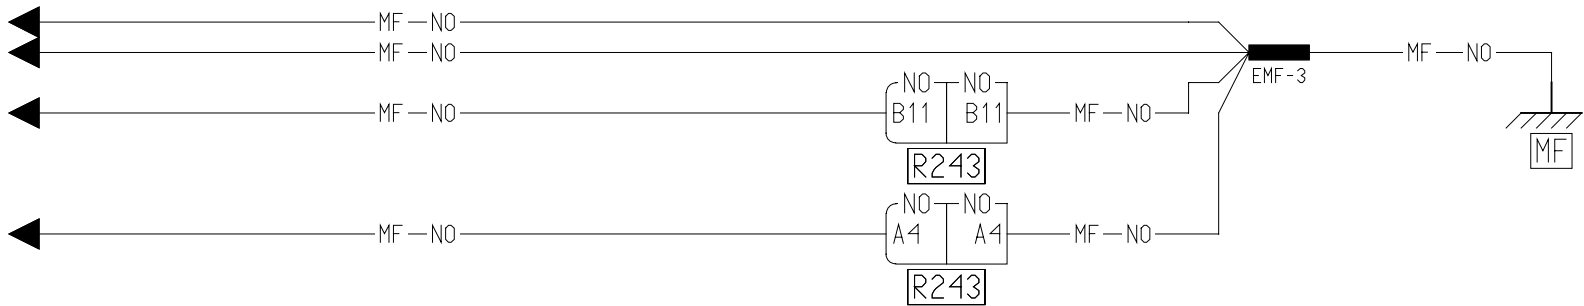 MF NO
MF NO EMF-3 MF NO
NO NO
MF NO B11 B11 MF NO
MF
R243
NO NO
MF NO A4 A4 MF NO
R243